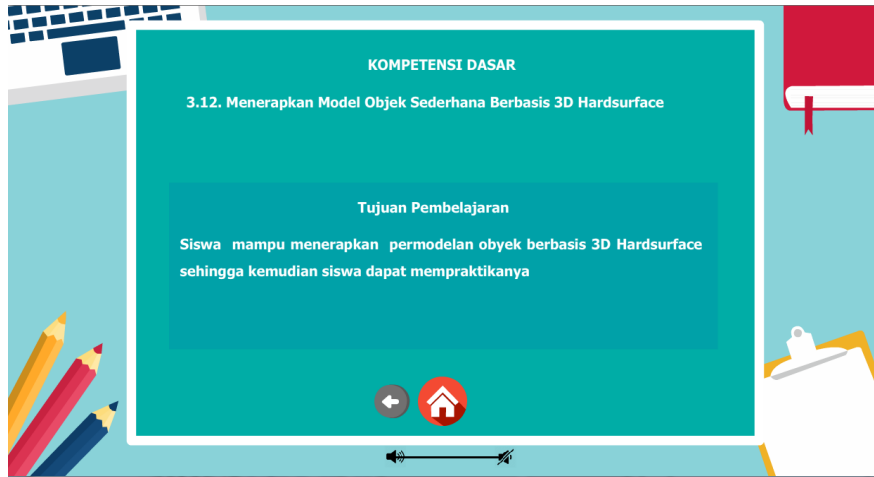 KOMPETENSI DASAR
3.12. Menerapkan Model Objek Sederhana Berbasis 3D Hardsurface
Tujuan Pembelajaran
Siswa mampu menerapkan permodelan obyek berbasis 3D Hardsurface
sehingga kemudian siswa dapat mempraktikanya